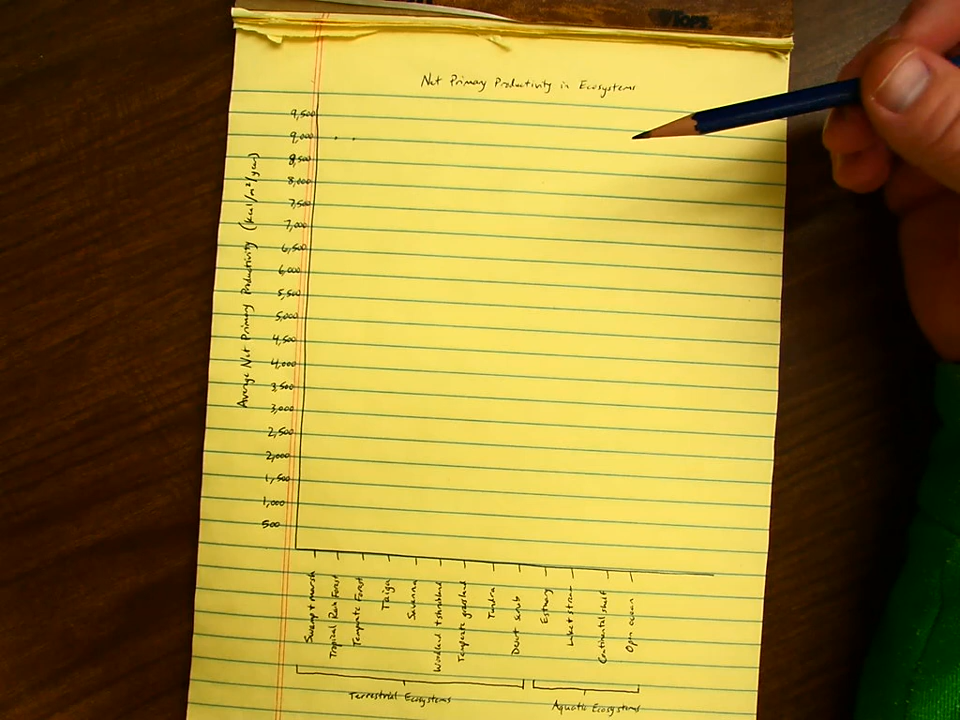 TOPS
Net Primary Productivity in Ecosystems
Average Net Primary Productivity (kcal/m²/year)
9,500
9,000
8,500
8,000
7,500
7,000
6,500
6,000
5,500
5,000
4,500
4,000
3,500
3,000
2,500
2,000
1,500
1,000
500
Swamp + marsh
Tropical Rain Forest
Temperate Forest
Taiga
Savanna
Woodland + shrubland
Temperate grassland
Tundra
Desert scrub
Estuary
Lake + stream
Continental shelf
Open ocean
Terrestrial Ecosystems
Aquatic Ecosystems